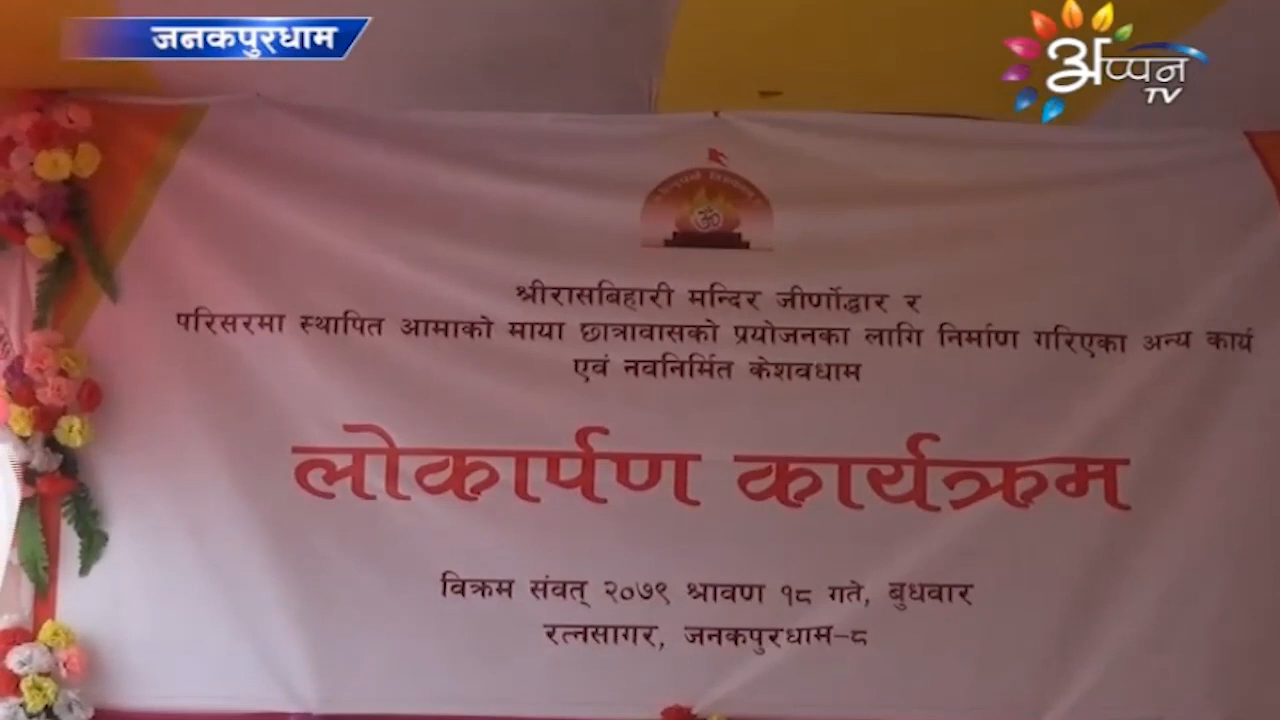 जनकपुरधाम
अप्पन
TV
श्रीरासबिहारी मन्दिर जीर्णोद्धार र
परिसरमा स्थापित आमाको माया छात्रावासको प्रयोजनका लागि निर्माण गरिएका अन्य कार्य
एवं नवनिर्मित केशवधाम
लोकार्पण कार्यक्रम
विक्रम संवत् २०७९ श्रावण १८ गते, बुधवार
रत्नसागर, जनकपुरधाम-८